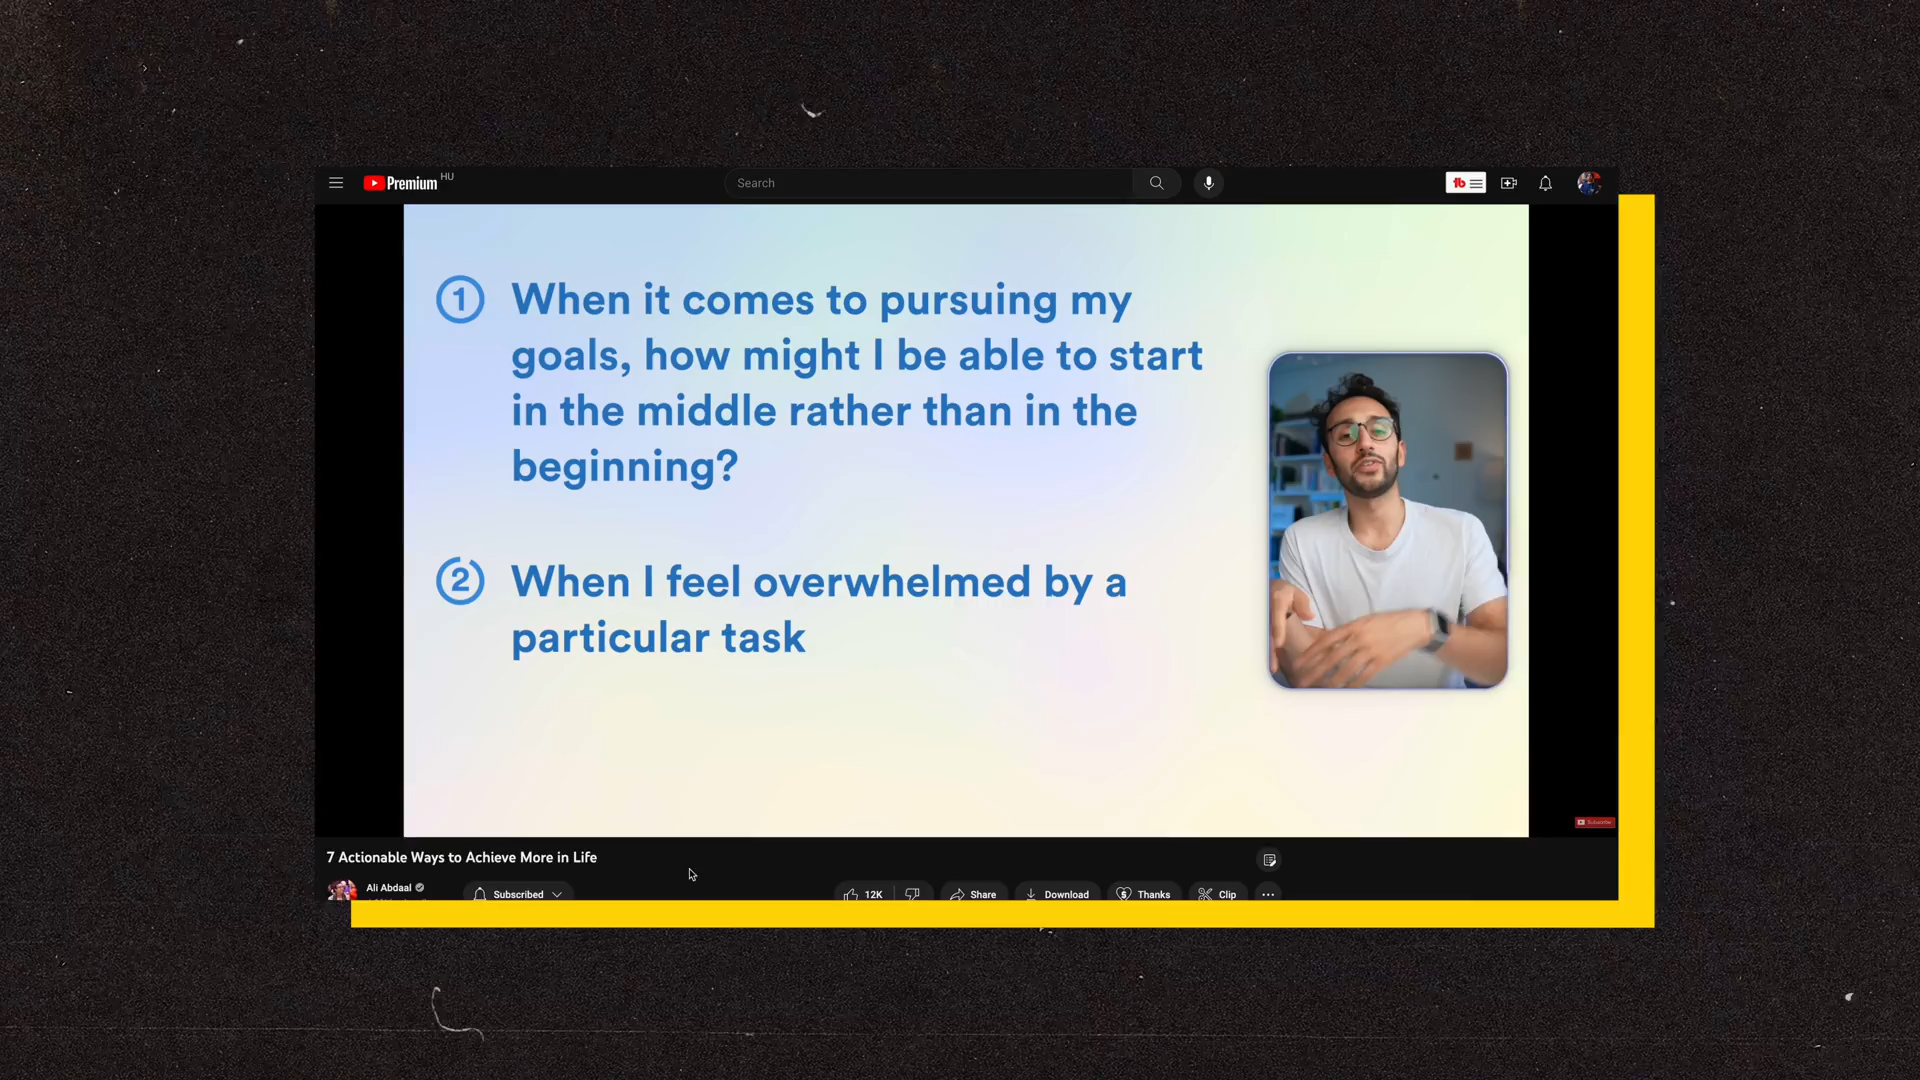 Premium HU
Search
1 When it comes to pursuing my
goals, how might I be able to start
in the middle rather than in the
beginning?
2 When I feel overwhelmed by a
particular task
Subscribe
7 Actionable Ways to Achieve More in Life
Ali Abdaal
Subscribed
12K
Share
Download
Thanks
Clip